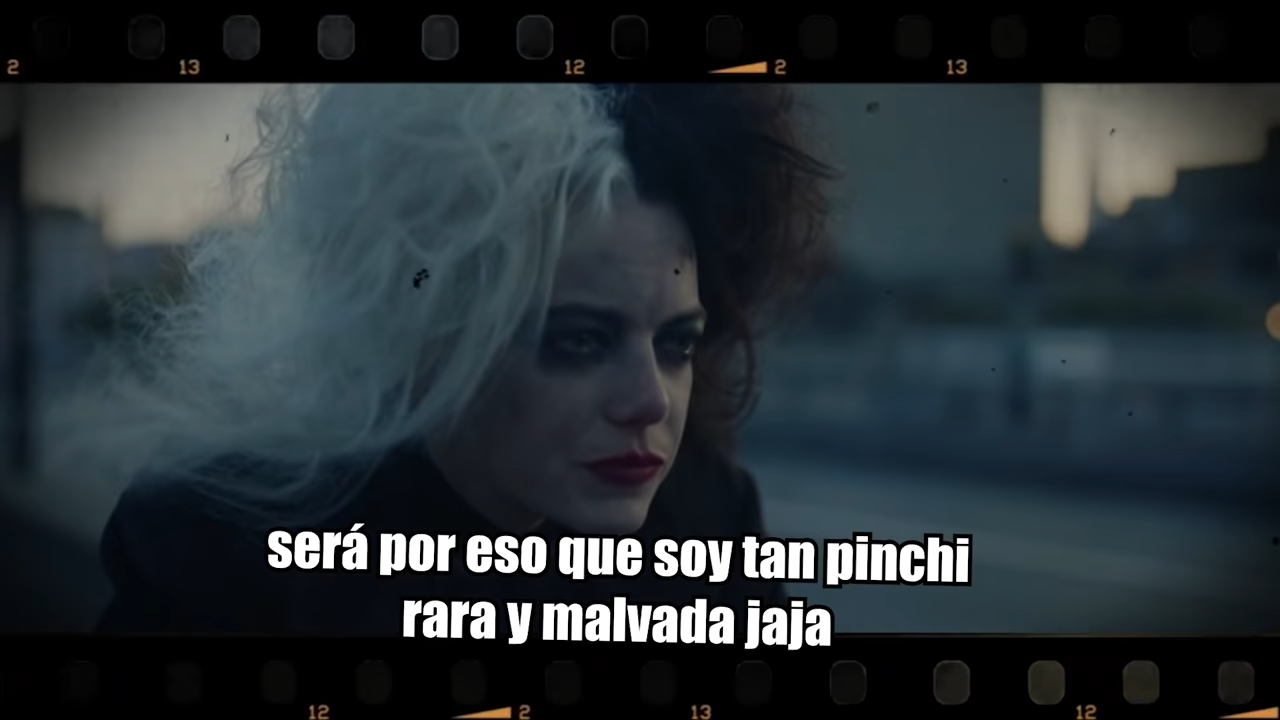 2 13 12 2 13
será por eso que soy tan pinchi
rara y malvada jaja
12 2 13 12